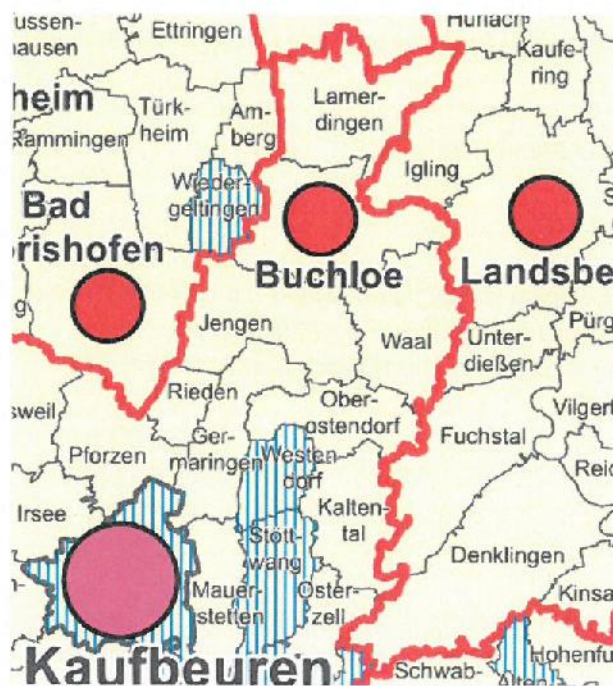 ussen-
hausen
Ettringen
Hurlach
Kaufe-
ring
heim
Türk-
heim
Am-
berg
Lamer-
dingen
Rammingen
Igling
Wieder-
geltingen
Bad
rishofen
Buchloe
Landsbe
g
Jengen
Waal
Unter-
dießen
Pürg
Rieden
Ober-
ostendorf
sweil
Pforzen
Ger-
maringen
Westen
dorf
Fuchstal
Vilgert
Reic
Irsee
Kalten-
tal
Stött-
wang
Denklingen
Mauer-
stetten
Oster-
zell
Kinsa
Kaufbeuren
Schwab-
Hohenfu
Alten